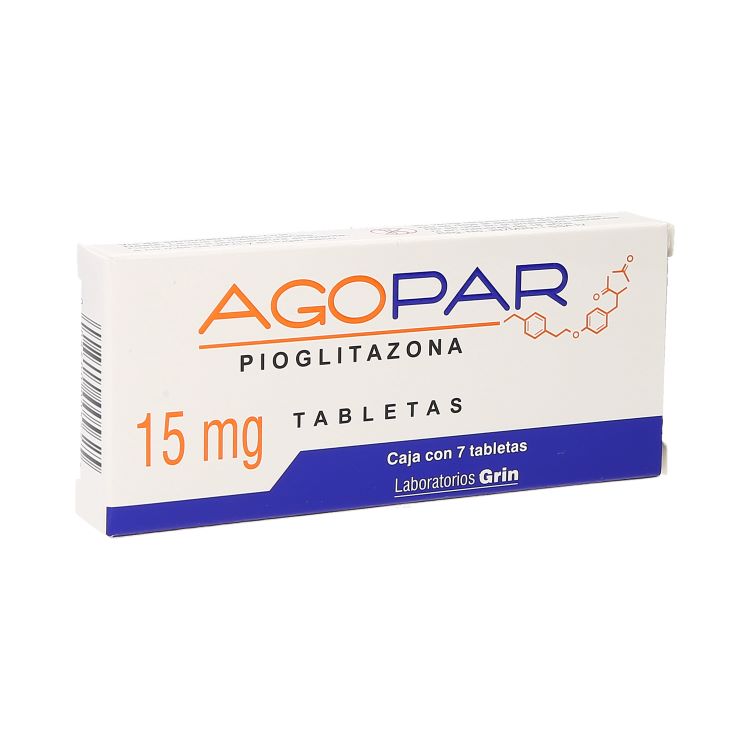 AGOPAR
PIOGLITAZONA
15 mg
TABLETAS
Caja con 7 tabletas
Laboratorios Grin